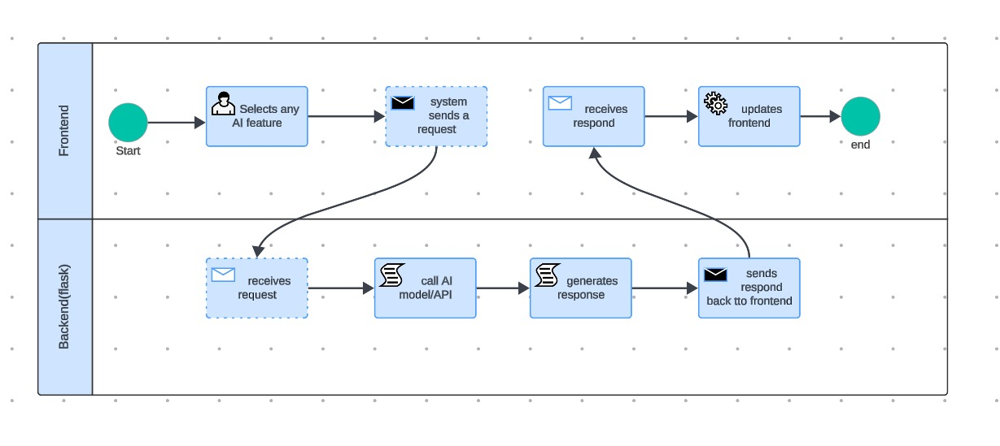 Frontend
Start
Selects any
AI feature
system
sends a
request
receives
respond
updates
frontend
end
Backend(flask)
receives
request
call AI
model/API
generates
response
sends
respond
back tto frontend